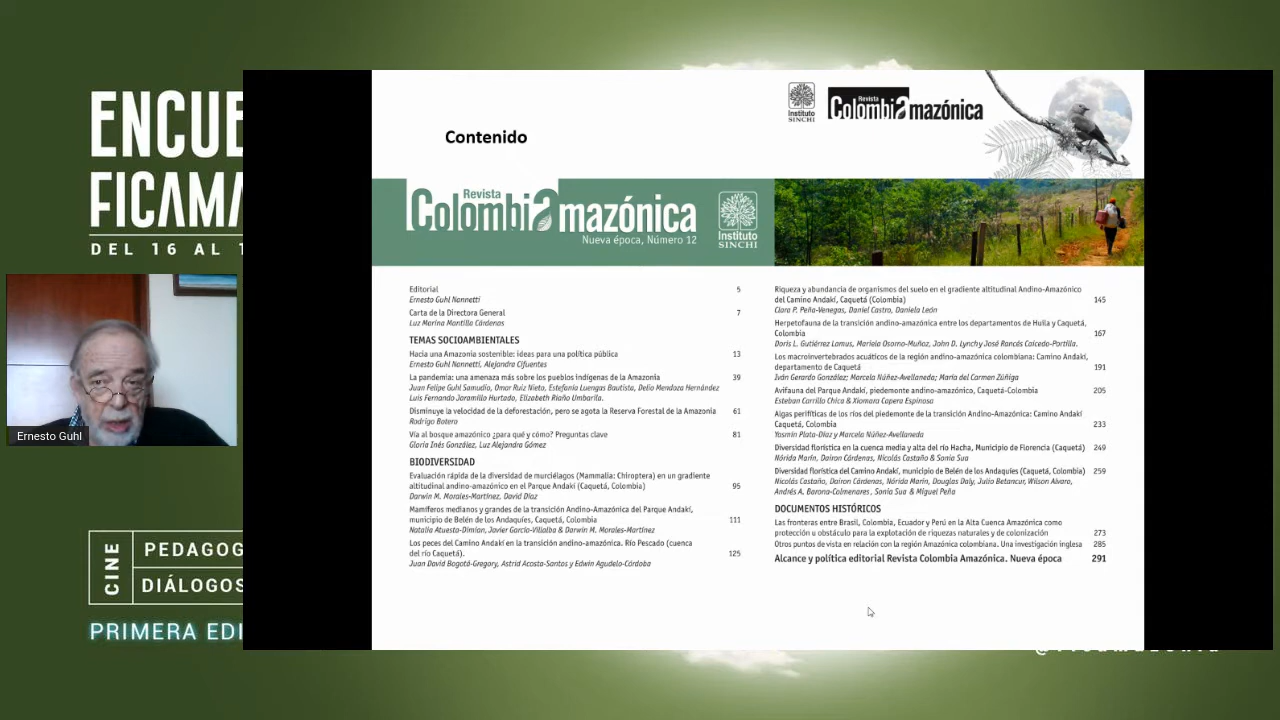 ENCUE
FICAMA
DEL 16 AL 1
Ernesto Guhl
CINE
PEDAGOG
DIÁLOGOS
PRIMERA EDI
Contenido
Instituto
SINCHI
Revista
Colombia
mazónica
Revista
Colombia
mazónica
Nueva época, Número 12
Instituto
SINCHI
Editorial 5
Ernesto Guhl Nannetti
Carta de la Directora General 7
Luz Marina Mantilla Cárdenas
TEMAS SOCIOAMBIENTALES
Hacia una Amazonia sostenible: ideas para una política pública 13
Ernesto Guhl Nannetti, Alejandra Cifuentes
La pandemia: una amenaza más sobre los pueblos indígenas de la Amazonia 39
Juan Felipe Guhl Samudio, Omar Ruiz Nieto, Estefanía Luengas Bautista, Delio Mendoza Hernández
Luis Fernando Jaramillo Hurtado, Elizabeth Riaño Umbarila.
Disminuye la velocidad de la deforestación, pero se agota la Reserva Forestal de la Amazonia 61
Rodrigo Botero
Vía al bosque amazónico ¿para qué y cómo? Preguntas clave 81
Gloria Inés González, Luz Alejandra Gómez
BIODIVERSIDAD
Evaluación rápida de la diversidad de murciélagos (Mammalia: Chiroptera) en un gradiente
altitudinal andino-amazónico en el Parque Andakí (Caquetá, Colombia) 95
Darwin M. Morales-Martínez, David Díaz
Mamíferos medianos y grandes de la transición Andino-Amazónica del Parque Andakí,
municipio de Belén de los Andaquíes, Caquetá, Colombia 111
Natalia Atuesta-Dimian, Javier García-Villalba & Darwin M. Morales-Martínez
Los peces del Camino Andakí en la transición andino-amazónica. Río Pescado (cuenca
del río Caquetá). 125
Juan David Bogotá-Gregory, Astrid Acosta-Santos y Edwin Agudelo-Córdoba
Riqueza y abundancia de organismos del suelo en el gradiente altitudinal Andino-Amazónico
del Camino Andakí, Caquetá (Colombia) 145
Clara P. Peña-Venegas, Daniel Castro, Daniela León
Herpetofauna de la transición andino-amazónica entre los departamentos de Huila y Caquetá,
Colombia 167
Doris L. Gutiérrez Lamus, Mariela Osorno-Muñoz, John D. Lynch y José Rancés Caicedo-Portilla.
Los macroinvertebrados acuáticos de la región andino-amazónica colombiana: Camino Andakí,
departamento de Caquetá 191
Iván Gerardo González; Marcela Núñez-Avellaneda; María del Carmen Zúñiga
Avifauna del Parque Andakí, piedemonte andino-amazónico, Caquetá-Colombia 205
Esteban Carrillo Chica & Xiomara Capera Espinosa
Algas perifíticas de los ríos del piedemonte de la transición Andino-Amazónica: Camino Andakí
Caquetá, Colombia 233
Yasmin Plata-Díaz y Marcela Núñez-Avellaneda
Diversidad florística en la cuenca media y alta del río Hacha, Municipio de Florencia (Caquetá) 249
Nórida Marín, Dairon Cárdenas, Nicolás Castaño & Sonia Sua
Diversidad florística del Camino Andakí, municipio de Belén de los Andaquíes (Caquetá, Colombia) 259
Nicolás Castaño, Dairon Cárdenas, Nórida Marín, Douglas Daly, Julio Betancur, Wilson Alvaro,
Andrés A. Barona-Colmenares, Sonia Sua & Miguel Peña
DOCUMENTOS HISTÓRICOS
Las fronteras entre Brasil, Colombia, Ecuador y Perú en la Alta Cuenca Amazónica como
protección u obstáculo para la explotación de riquezas naturales y de colonización 273
Otros puntos de vista en relación con la región Amazónica colombiana. Una investigación inglesa 285
Alcance y política editorial Revista Colombia Amazónica. Nueva época 291